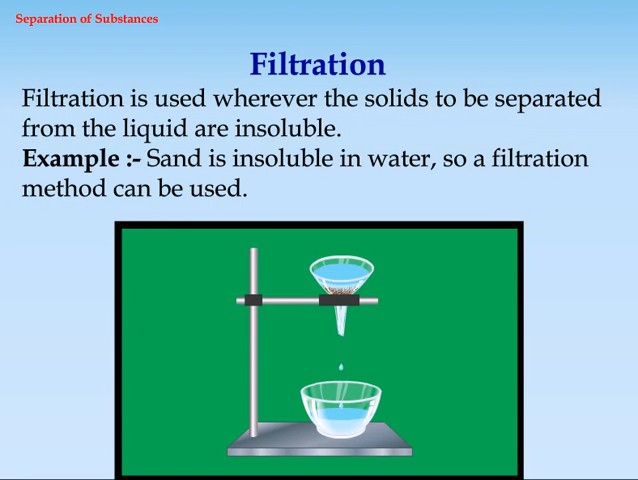 Separation of Substances
Filtration
Filtration is used wherever the solids to be separated
from the liquid are insoluble.
Example :- Sand is insoluble in water, so a filtration
method can be used.